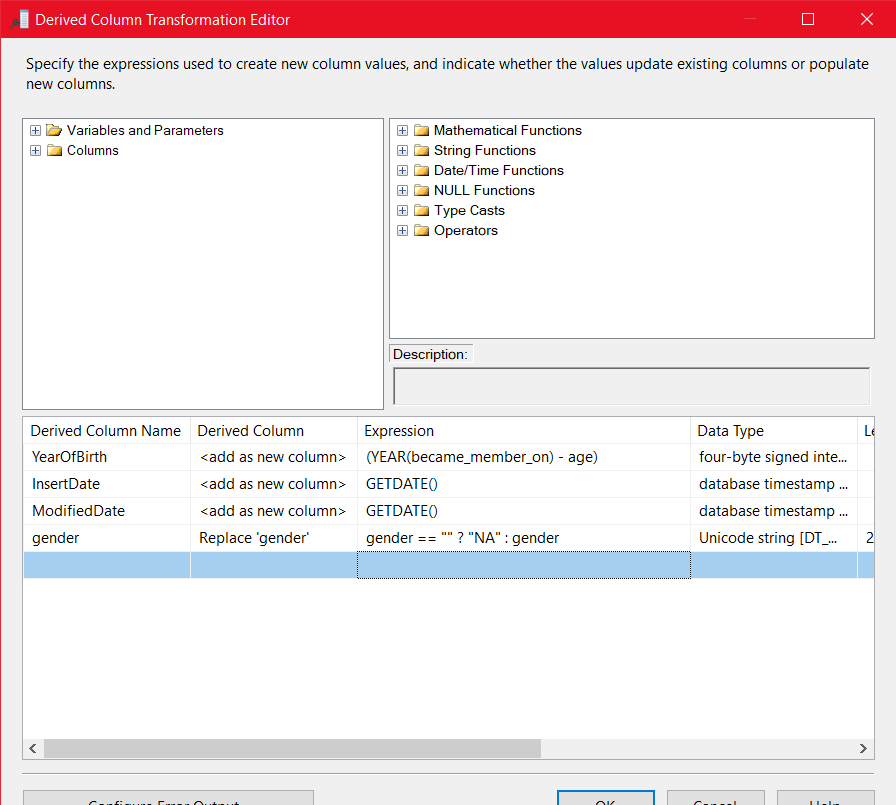 Derived Column Transformation Editor
Specify the expressions used to create new column values, and indicate whether the values update existing columns or populate
new columns.
Variables and Parameters
Columns
Mathematical Functions
String Functions
Date/Time Functions
NULL Functions
Type Casts
Operators
Description:
Derived Column Name Derived Column Expression Data Type Le
YearOfBirth <add as new column> (YEAR(became_member_on) - age) four-byte signed inte...
InsertDate <add as new column> GETDATE() database timestamp ...
ModifiedDate <add as new column> GETDATE() database timestamp ...
gender Replace 'gender' gender == "" ? "NA" : gender Unicode string [DT_... 2
Configure Error Output... OK Cancel Help